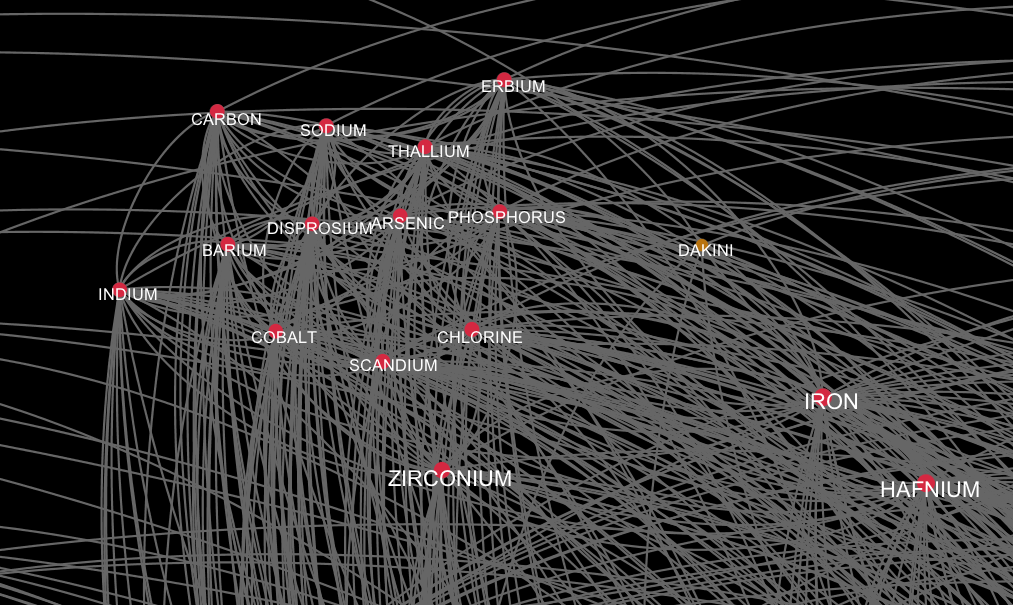 ERBIUM
CARBON
SODIUM
THALLIUM
PHOSPHORUS
ARSENIC
DISPROSIUM
BARIUM
DAKINI
INDIUM
COBALT
CHLORINE
SCANDIUM
IRON
ZIRCONIUM
HAFNIUM